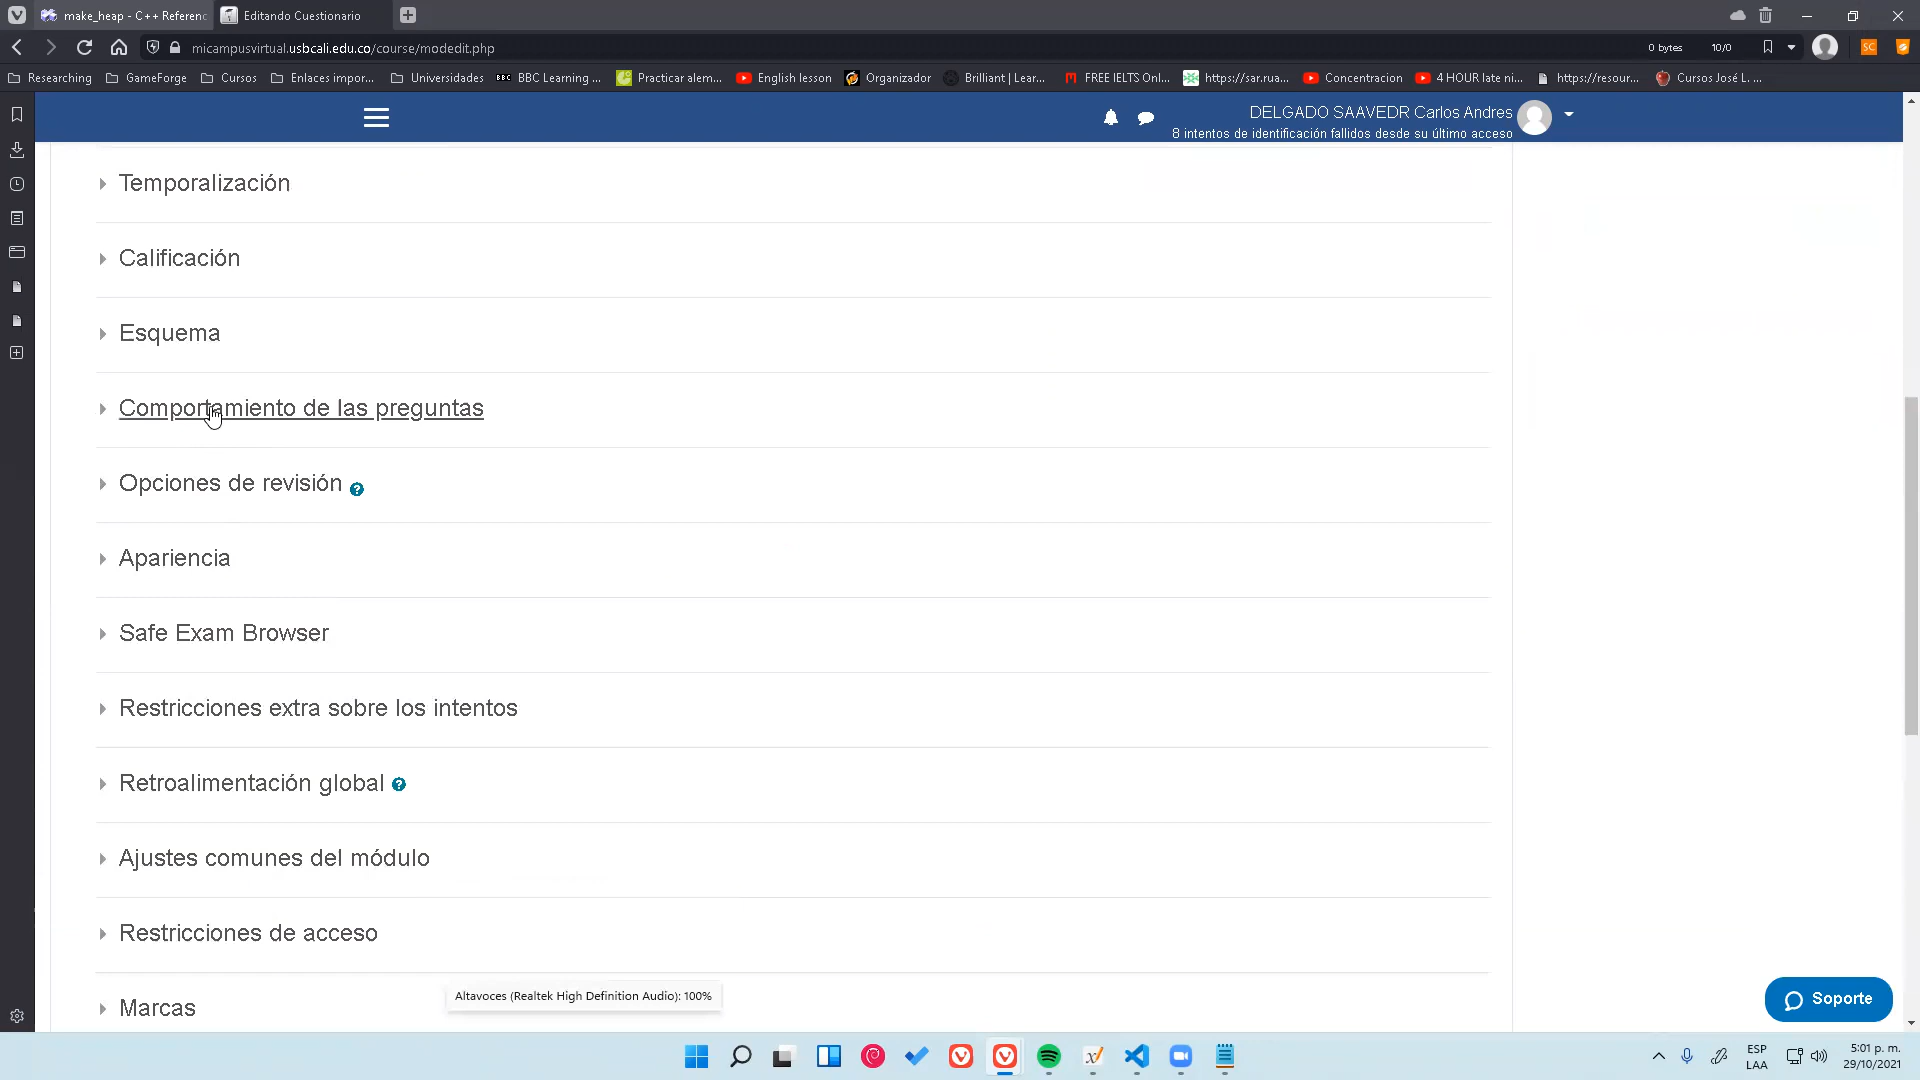 make_heap - C++ Referenc
Editando Cuestionario
micampusvirtual.usbcali.edu.co/course/modedit.php
0 bytes
10/0
SC
Researching
GameForge
Cursos
Enlaces impor...
Universidades
BBC BBC Learning ...
Practicar alem...
English lesson
Organizador
Brilliant | Lear...
FREE IELTS Onl...
https://sar.rua...
Concentracion
4 HOUR late ni...
https://resour...
Cursos José L. ...
DELGADO SAAVEDR Carlos Andres
8 intentos de identificación fallidos desde su último acceso
Temporalización
Calificación
Esquema
Comportamiento de las preguntas
Opciones de revisión
Apariencia
Safe Exam Browser
Restricciones extra sobre los intentos
Retroalimentación global
Ajustes comunes del módulo
Restricciones de acceso
Altavoces (Realtek High Definition Audio): 100%
Marcas
Soporte
ESP
LAA
5:01 p. m.
29/10/2021